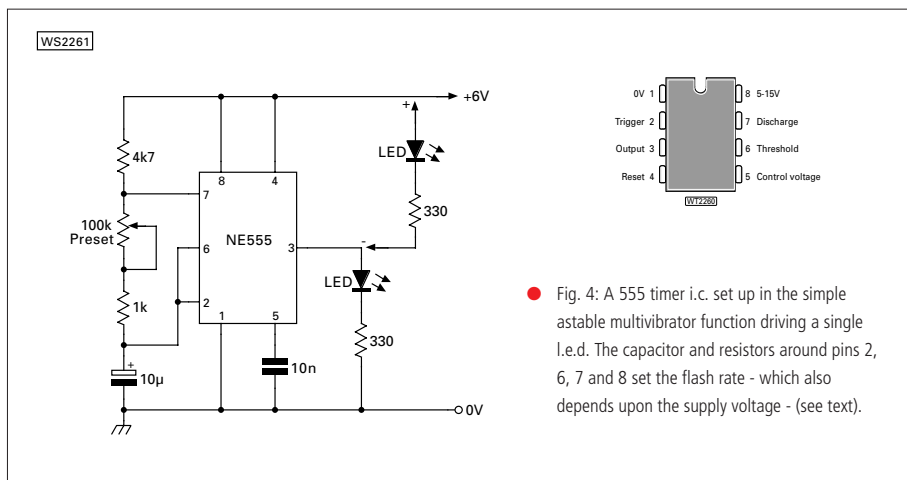 WS2261
+6V
4k7
100k
Preset
1k
+
10µ
8
4
7
6
2
NE555
3
1
5
10n
+
LED
330
-
LED
330
0V
0V 1
Trigger 2
Output 3
Reset 4
8 5-15V
7 Discharge
6 Threshold
5 Control voltage
WT2260
Fig. 4: A 555 timer i.c. set up in the simple
astable multivibrator function driving a single
l.e.d. The capacitor and resistors around pins 2,
6, 7 and 8 set the flash rate - which also
depends upon the supply voltage - (see text).